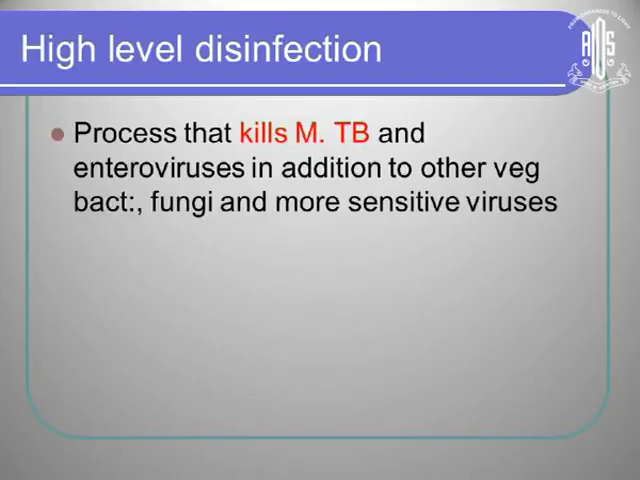 High level disinfection
Process that kills M. TB and
enteroviruses in addition to other veg
bact:, fungi and more sensitive viruses